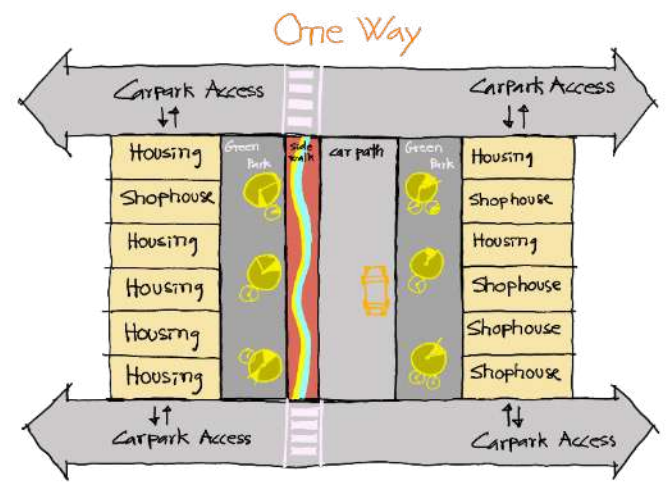 One Way
Carpark Access
Carpark Access
Housing
Shophouse
Housing
Housing
Housing
Housing
Green
Park
side
walk
car path
Green
Park
Housing
Shophouse
Housing
Shophouse
Shophouse
Shophouse
Carpark Access
Carpark Access